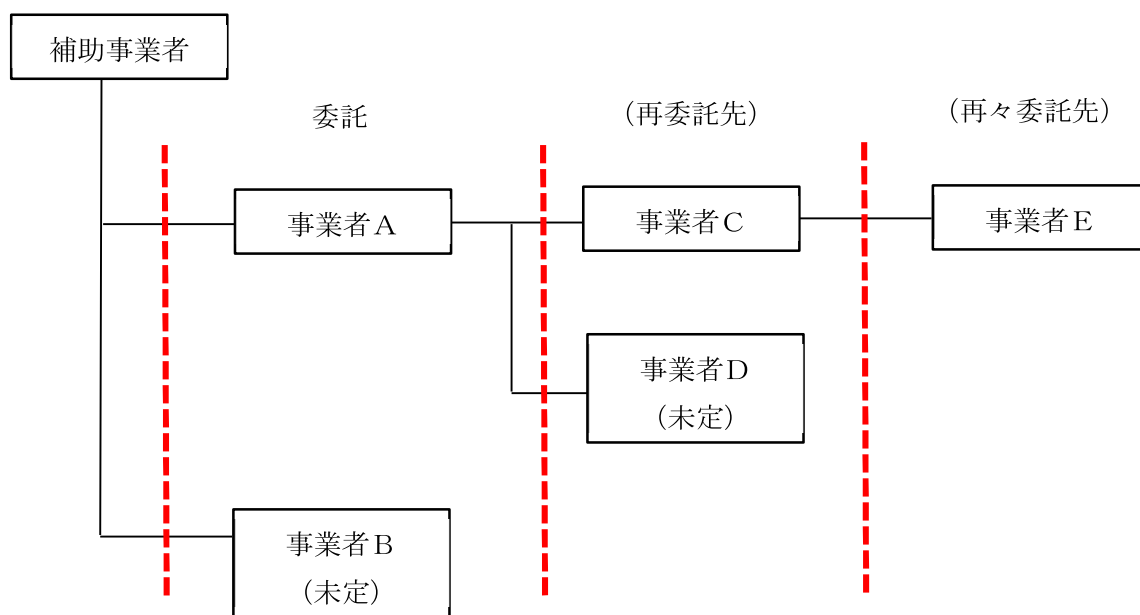 補助事業者
委託
（再委託先）
（再々委託先）
事業者Ａ
事業者Ｃ
事業者Ｅ
事業者Ｄ
（未定）
事業者Ｂ
（未定）